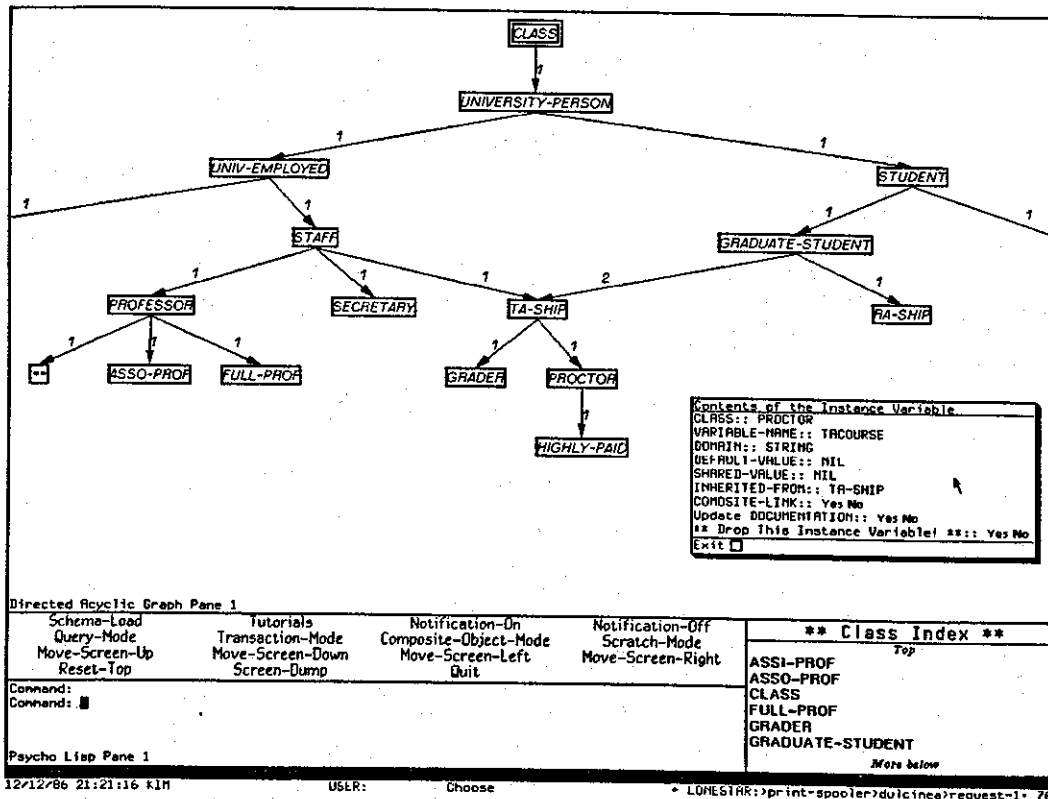 CLASS
1
UNIVERSITY-PERSON
1 1
UNIV-EMPLOYED STUDENT
1 1 1 1
STAFF GRADUATE-STUDENT
1 1 2 1
PROFESSOR SECRETARY TA-SHIP RA-SHIP
1 1 1 1 1
** ASSO-PROF FULL-PROF GRADER PROCTOR
1
HIGHLY-PAID
Contents of the Instance Variable
CLASS:: PROCTOR
VARIABLE-NAME:: TACOURSE
DOMAIN:: STRING
DEFAULT-VALUE:: NIL
SHARED-VALUE:: NIL
INHERITED-FROM:: TA-SHIP
COMOSITE-LINK:: Yes No
Update DOCUMENTATION:: Yes No
** Drop This Instance Variable! **:: Yes No
Exit
Directed Acyclic Graph Pane 1
Schema-Load Tutorials Notification-On Notification-Off
Query-Mode Transaction-Mode Composite-Object-Mode Scratch-Mode
Move-Screen-Up Move-Screen-Down Move-Screen-Left Move-Screen-Right
Reset-Top Screen-Dump Quit
Command:
Command:
Psycho Lisp Pane 1
** Class Index **
Top
ASSI-PROF
ASSO-PROF
CLASS
FULL-PROF
GRADER
GRADUATE-STUDENT
More below
12/12/86 21:21:16 KIM USER: Choose + LONESTAR:>print-spooler>dulcinea>request-1•